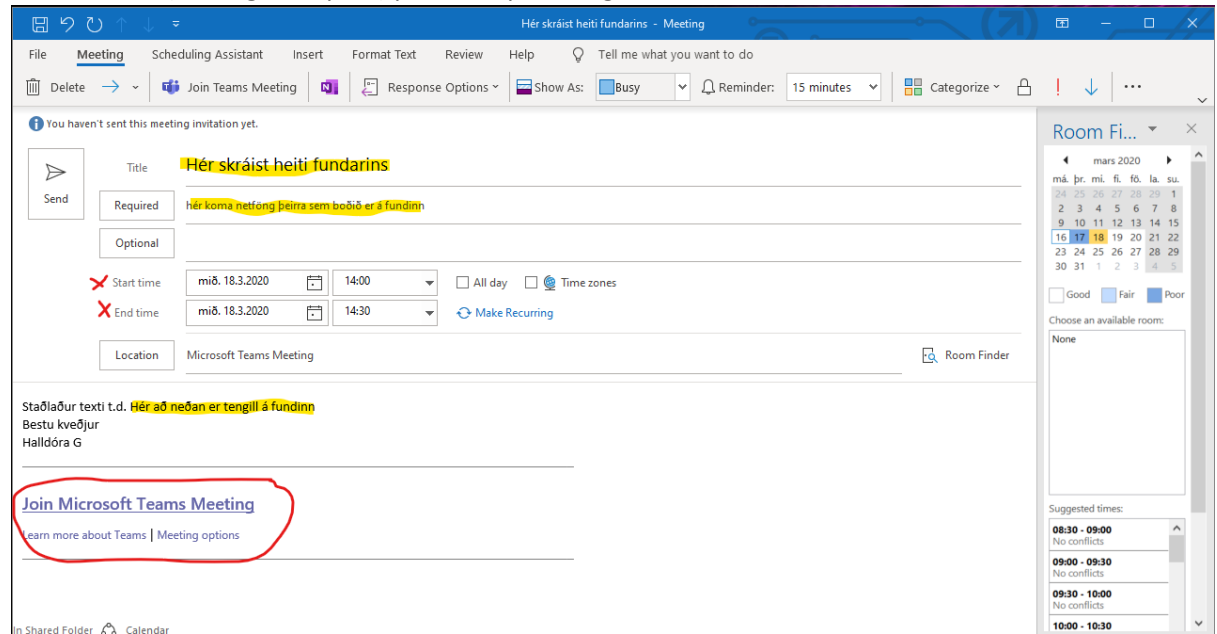 Hér skráist heiti fundarins - Meeting
File Meeting Scheduling Assistant Insert Format Text Review Help Tell me what you want to do
Delete Join Teams Meeting Response Options Show As: Busy Reminder: 15 minutes Categorize
You haven't sent this meeting invitation yet.
Send
Title Hér skráist heiti fundarins
Required hér koma netföng þeirra sem boðið er á fundinn
Optional
Start time mið. 18.3.2020 14:00 All day Time zones
End time mið. 18.3.2020 14:30 Make Recurring
Location Microsoft Teams Meeting Room Finder
Staðlaður texti t.d. Hér að neðan er tengill á fundinn
Bestu kveðjur
Halldóra G
Join Microsoft Teams Meeting
Learn more about Teams | Meeting options
In Shared Folder Calendar
Room Fi...
mars 2020
má. þr. mi. fi. fö. la. su.
24 25 26 27 28 29 1
2 3 4 5 6 7 8
9 10 11 12 13 14 15
16 17 18 19 20 21 22
23 24 25 26 27 28 29
30 31 1 2 3 4 5
Good Fair Poor
Choose an available room:
None
Suggested times:
08:30 - 09:00
No conflicts
09:00 - 09:30
No conflicts
09:30 - 10:00
No conflicts
10:00 - 10:30